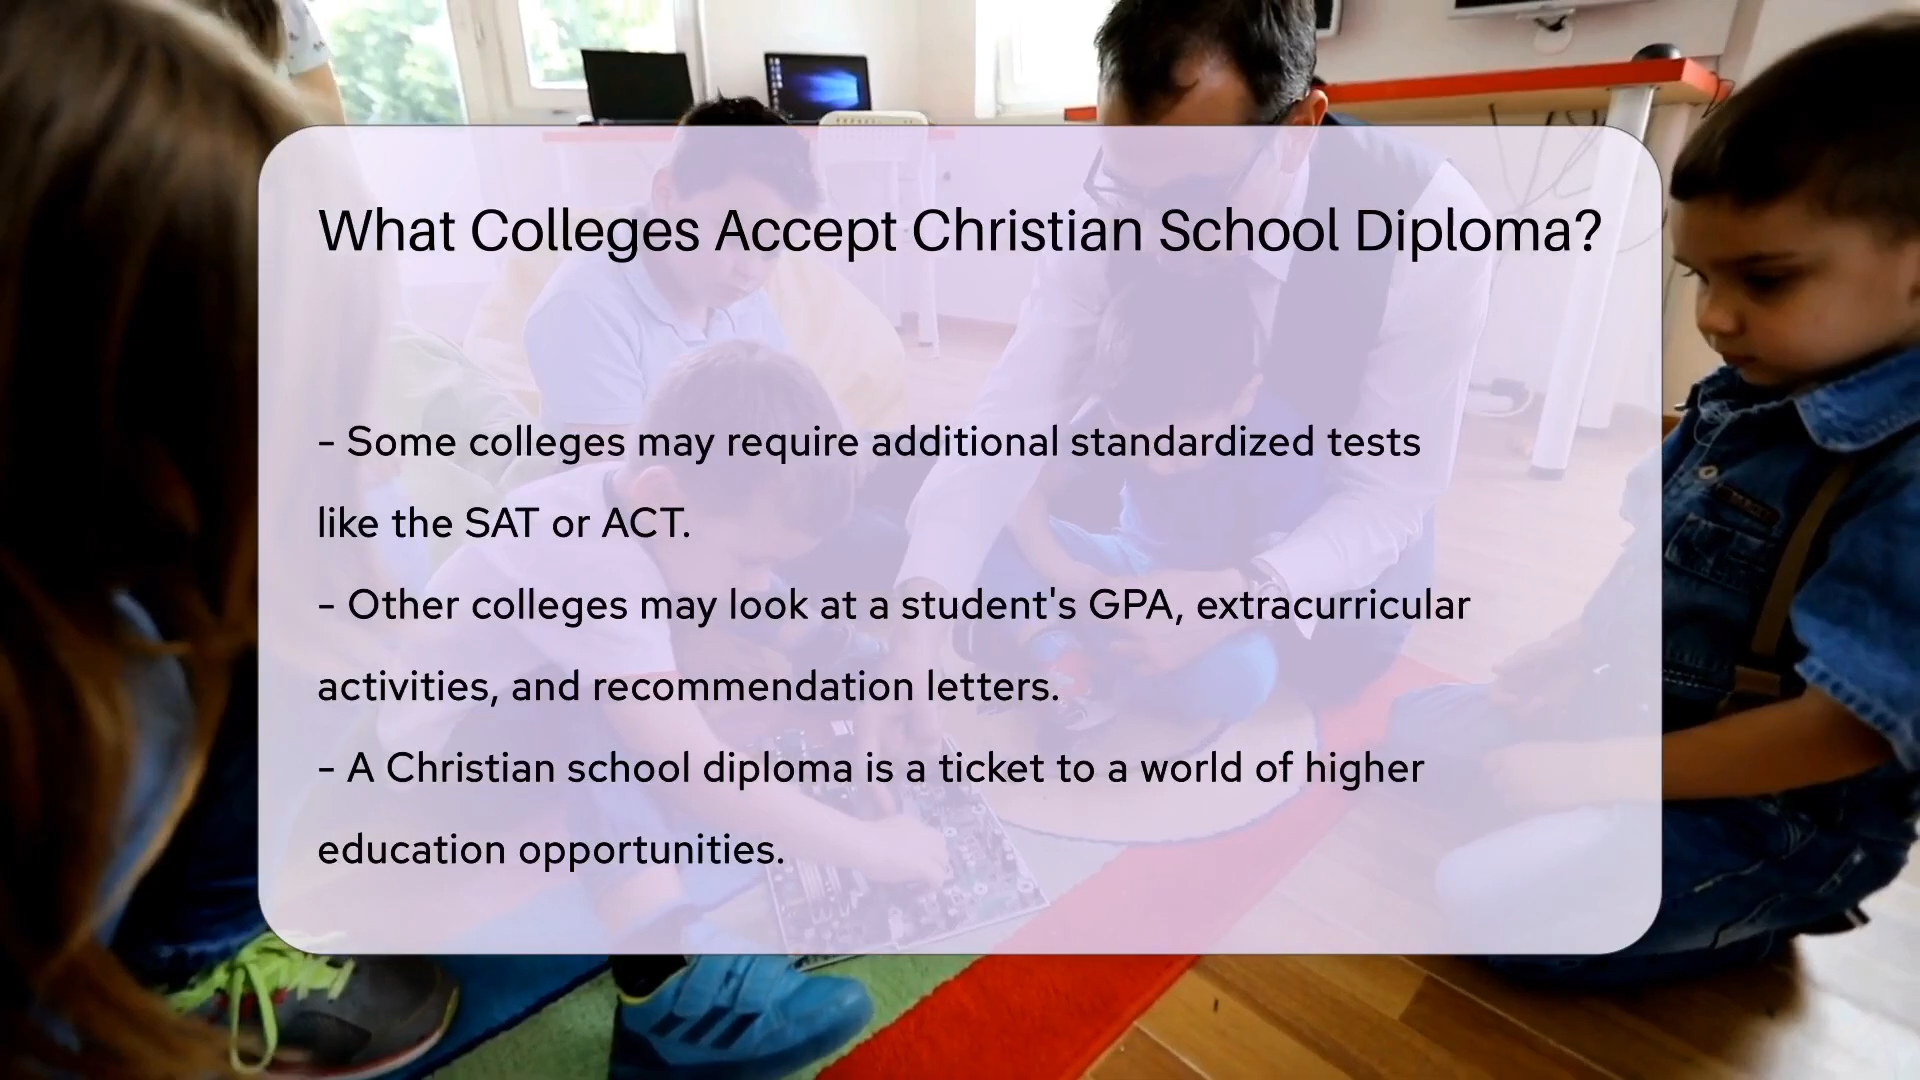 What Colleges Accept Christian School Diploma?
- Some colleges may require additional standardized tests
like the SAT or ACT.
- Other colleges may look at a student's GPA, extracurricular
activities, and recommendation letters.
- A Christian school diploma is a ticket to a world of higher
education opportunities.